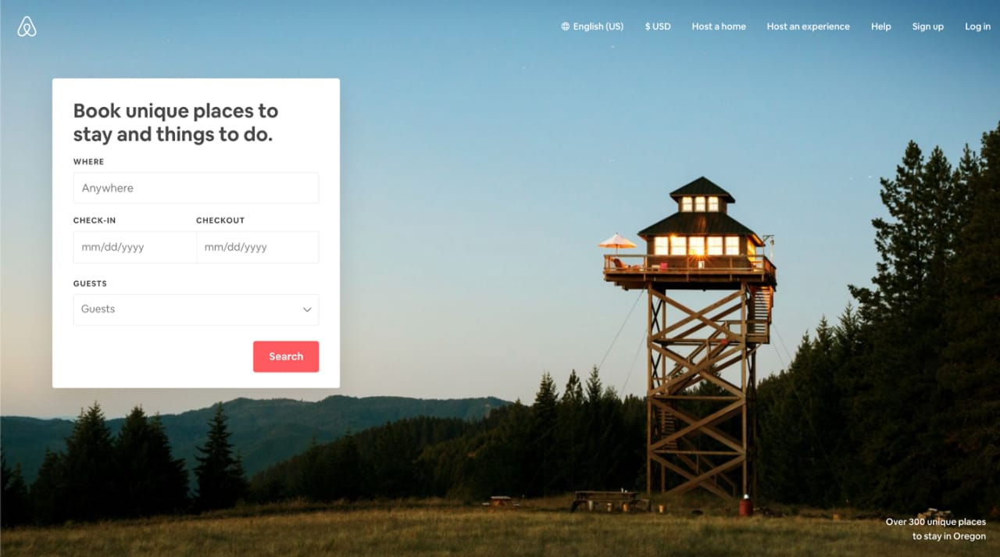 English (US)
$ USD
Host a home
Host an experience
Help
Sign up
Log in
Book unique places to
stay and things to do.
WHERE
Anywhere
CHECK-IN
CHECKOUT
mm/dd/yyyy
mm/dd/yyyy
GUESTS
Guests
Search
Over 300 unique places
to stay in Oregon